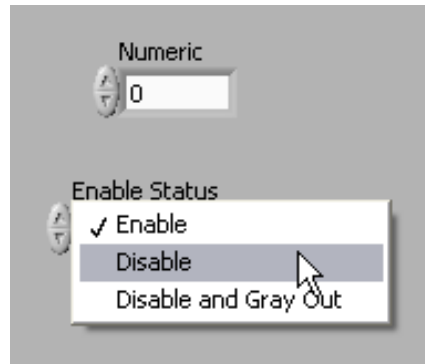 Numeric
0
Enable Status
✓ Enable
Disable
Disable and Gray Out